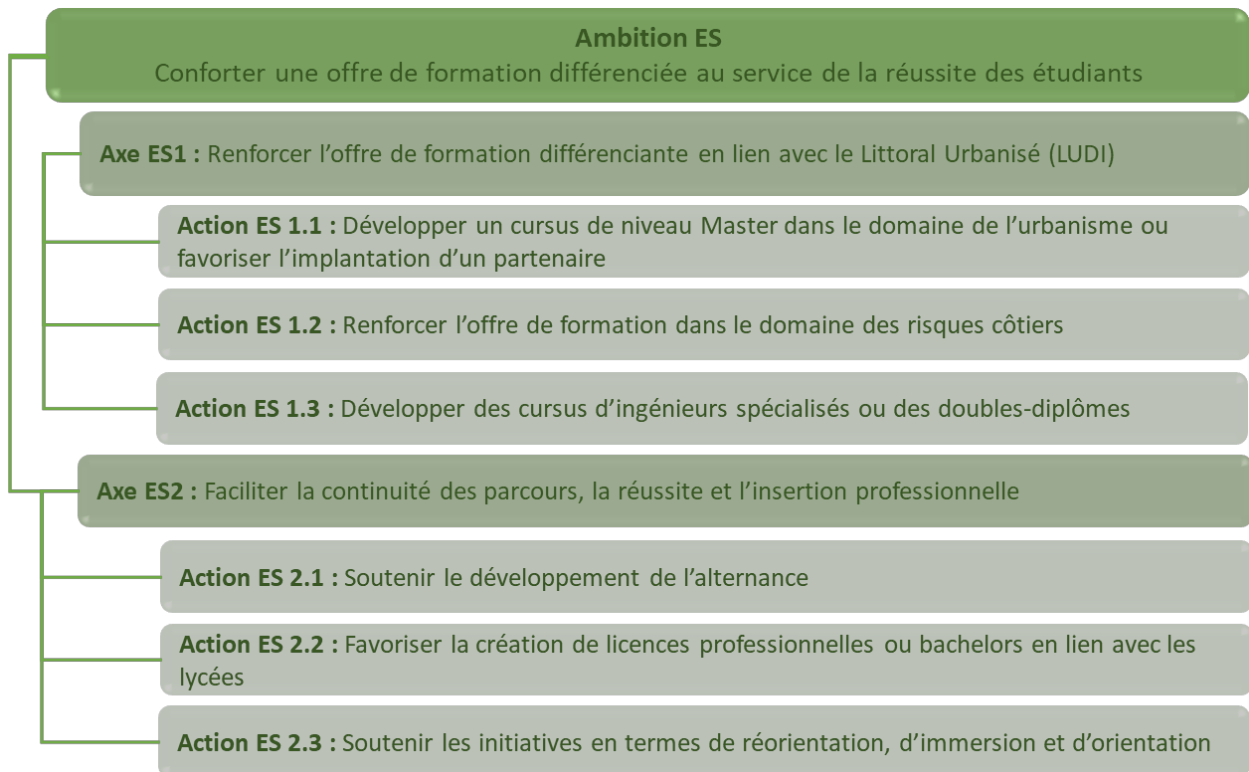 Ambition ES
Conforter une offre de formation différenciée au service de la réussite des étudiants
Axe ES1 : Renforcer l’offre de formation différenciante en lien avec le Littoral Urbanisé (LUDI)
Action ES 1.1 : Développer un cursus de niveau Master dans le domaine de l’urbanisme ou
favoriser l’implantation d’un partenaire
Action ES 1.2 : Renforcer l’offre de formation dans le domaine des risques côtiers
Action ES 1.3 : Développer des cursus d’ingénieurs spécialisés ou des doubles-diplômes
Axe ES2 : Faciliter la continuité des parcours, la réussite et l’insertion professionnelle
Action ES 2.1 : Soutenir le développement de l’alternance
Action ES 2.2 : Favoriser la création de licences professionnelles ou bachelors en lien avec les
lycées
Action ES 2.3 : Soutenir les initiatives en termes de réorientation, d’immersion et d’orientation